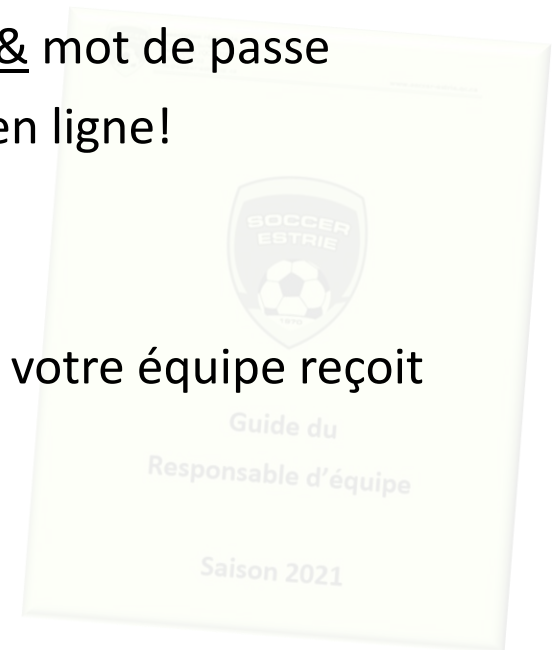 & mot de passe
en ligne!
SOCCER
ESTRIE
votre équipe reçoit
Guide du
Responsable d'équipe
Saison 2021